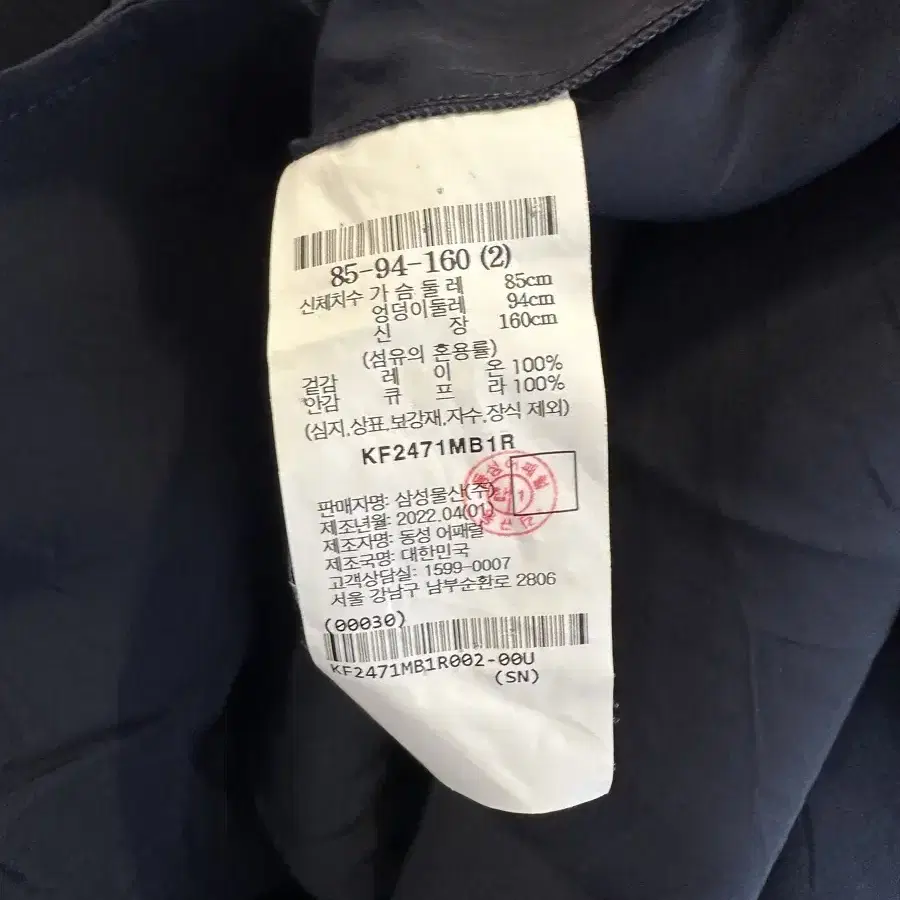 85-94-160 (2)
신체치수 가 슴 둘 레 85cm
엉덩이둘레 94cm
신 장 160cm
(섬유의 혼용률)
겉감 레 이 온 100%
안감 큐 프 라 100%
(심지,상표,보강재,자수,장식 제외)
KF2471MB1R
판매자명: 삼성물산(주)
제조년월: 2022.04(01)
제조자명: 동성 어패럴
제조국명: 대한민국
고객상담실: 1599-0007
서울 강남구 남부순환로 2806
(00030)
KF2471MB1R002-00U
(SN)